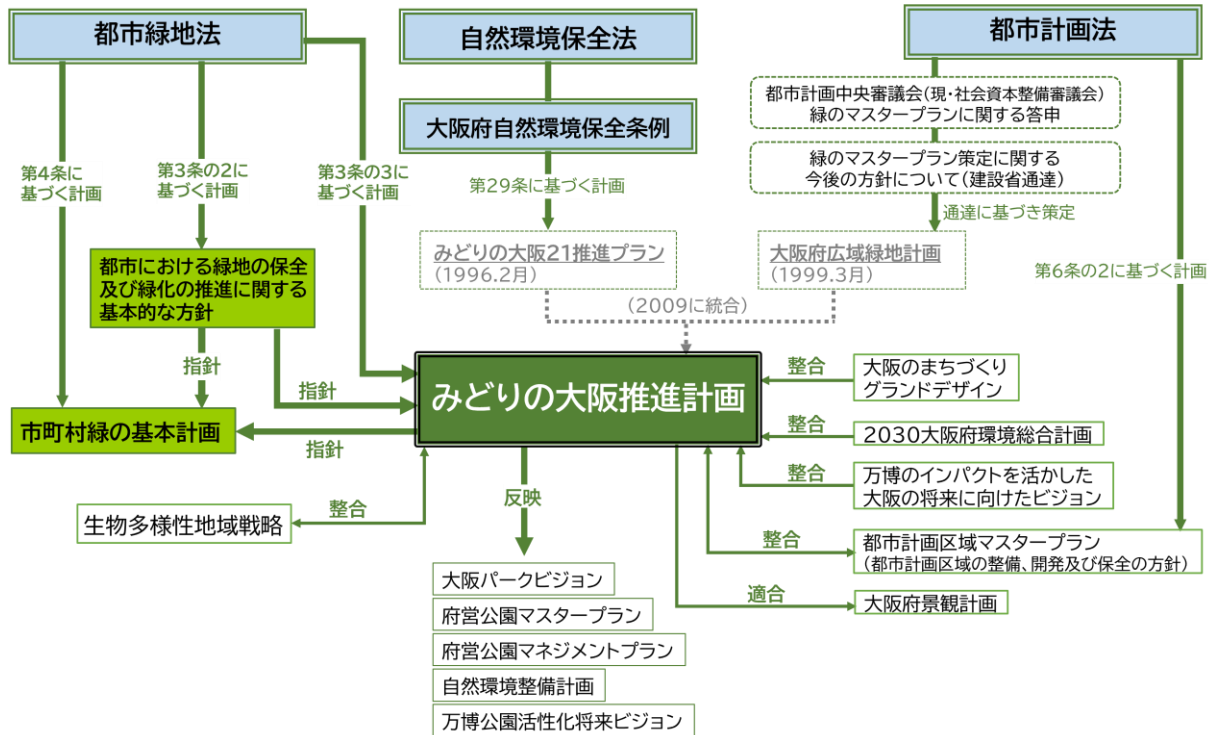 都市緑地法
自然環境保全法
都市計画法
大阪府自然環境保全条例
都市計画中央審議会（現・社会資本整備審議会）
緑のマスタープランに関する答申
緑のマスタープラン策定に関する
今後の方針について（建設省通達）
第4条に
基づく計画
第3条の2に
基づく計画
第3条の3に
基づく計画
第29条に基づく計画
通達に基づき策定
みどりの大阪21推進プラン
（1996.2月）
大阪府広域緑地計画
（1999.3月）
第6条の2に基づく計画
都市における緑地の保全
及び緑化の推進に関する
基本的な方針
（2009に統合）
指針
指針
みどりの大阪推進計画
整合
大阪のまちづくり
グランドデザイン
市町村緑の基本計画
指針
整合
2030大阪府環境総合計画
整合
万博のインパクトを活かした
大阪の将来に向けたビジョン
反映
生物多様性地域戦略
整合
整合
都市計画区域マスタープラン
（都市計画区域の整備、開発及び保全の方針）
適合
大阪府景観計画
大阪パークビジョン
府営公園マスタープラン
府営公園マネジメントプラン
自然環境整備計画
万博公園活性化将来ビジョン